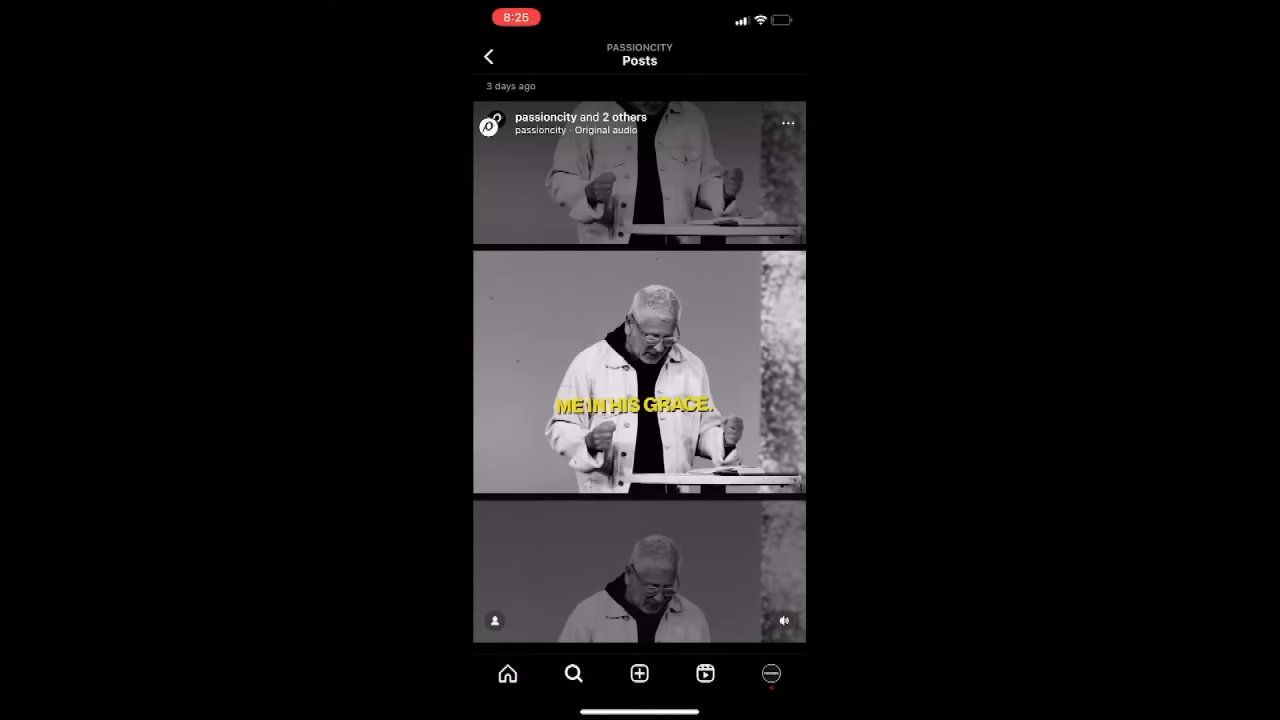 8:25
PASSIONCITY
Posts
3 days ago
passioncity and 2 others
passioncity · Original audio
ME IN HIS GRACE.